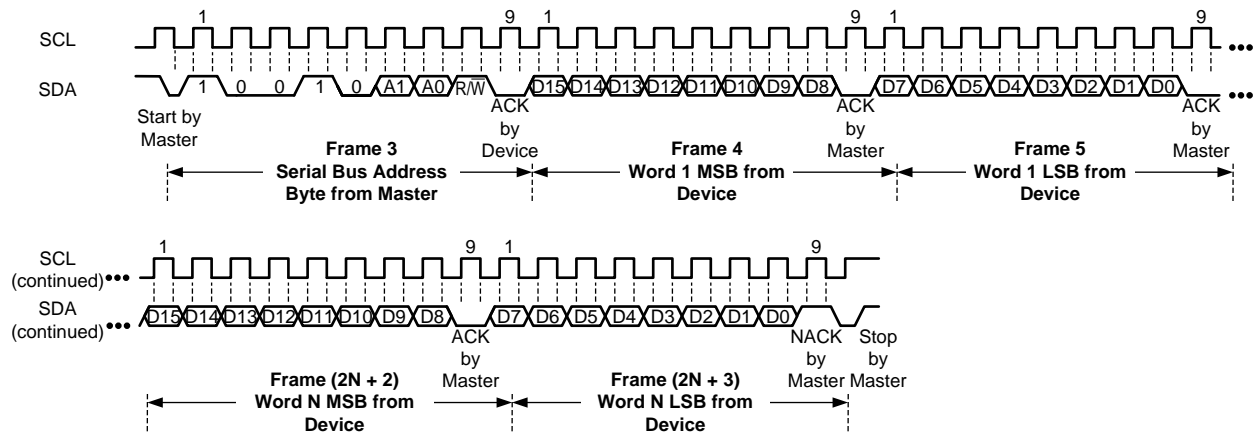 1 9 1 9 1 9
SCL •••
SDA 1 0 0 1 0 A1 A0 R/W̅ D15 D14 D13 D12 D11 D10 D9 D8 D7 D6 D5 D4 D3 D2 D1 D0 •••
Start by
Master
ACK
by
Device
ACK
by
Master
ACK
by
Master
Frame 3
Serial Bus Address
Byte from Master
Frame 4
Word 1 MSB from
Device
Frame 5
Word 1 LSB from
Device
1 9 1 9
SCL
(continued) •••
SDA
(continued) •••
D15 D14 D13 D12 D11 D10 D9 D8 D7 D6 D5 D4 D3 D2 D1 D0
ACK
by
Master
NACK
by
Master
Stop
by
Master
Frame (2N + 2)
Word N MSB from
Device
Frame (2N + 3)
Word N LSB from
Device